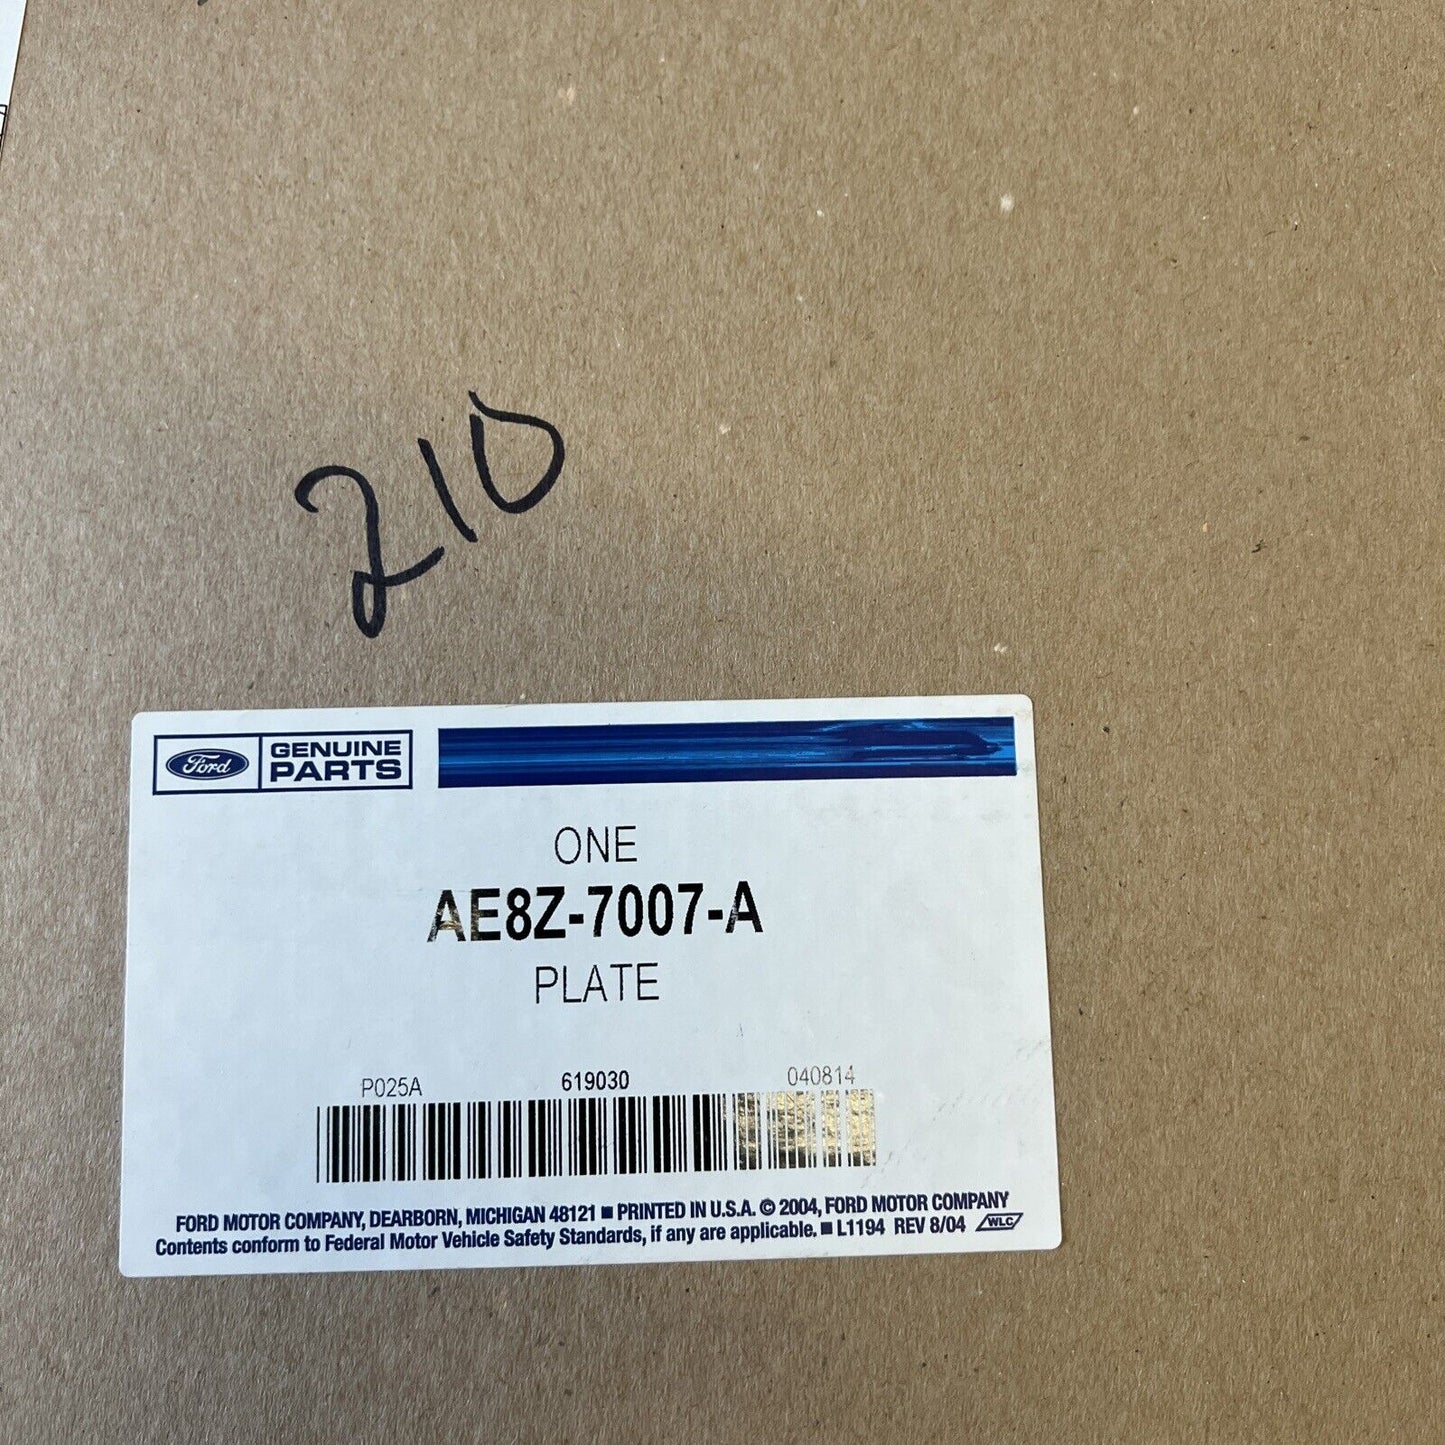 210
Ford
GENUINE
PARTS
ONE
AE8Z-7007-A
PLATE
P025A 619030 040814
FORD MOTOR COMPANY, DEARBORN, MICHIGAN 48121 ■ PRINTED IN U.S.A. © 2004, FORD MOTOR COMPANY
Contents conform to Federal Motor Vehicle Safety Standards, if any are applicable. ■ L1194 REV 8/04 WLC